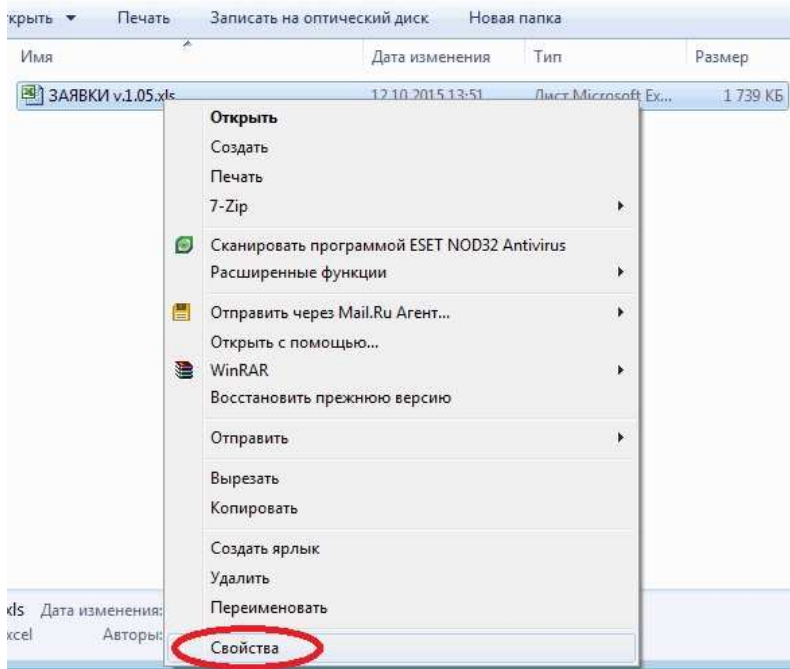 крыть Печать Записать на оптический диск Новая папка
Имя Дата изменения Тип Размер
ЗАЯВКИ v.1.05.xls 12.10.2015 13:51 Лист Microsoft Ex... 1 739 КБ
Открыть
Создать
Печать
7-Zip
Сканировать программой ESET NOD32 Antivirus
Расширенные функции
Отправить через Mail.Ru Агент...
Открыть с помощью...
WinRAR
Восстановить прежнюю версию
Отправить
Вырезать
Копировать
Создать ярлык
Удалить
Переименовать
xls Дата изменения:
xcel Авторы:
Свойства